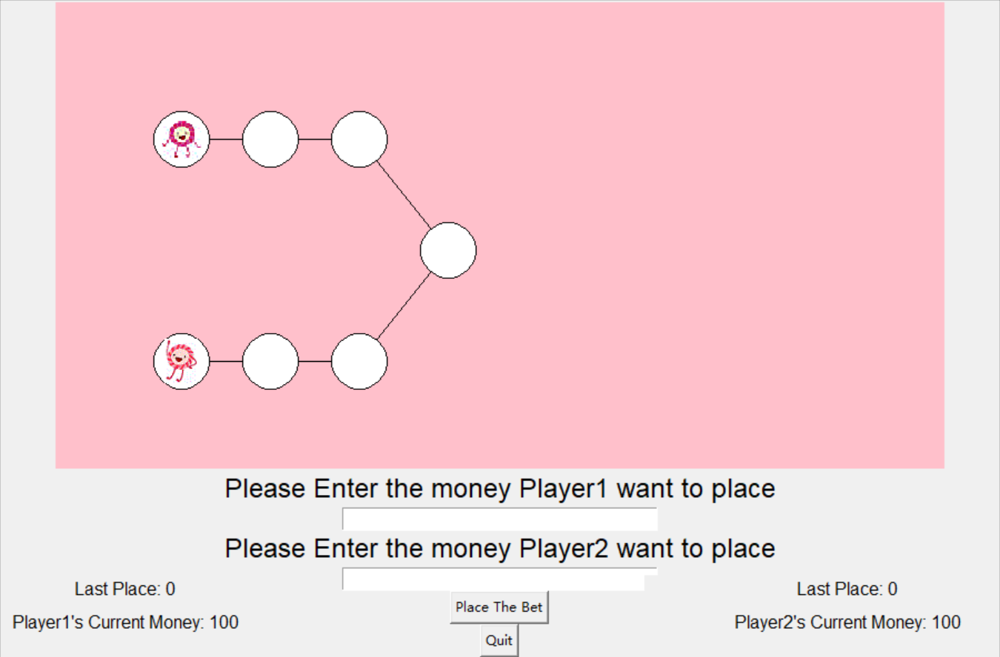 Please Enter the money Player1 want to place
Please Enter the money Player2 want to place
Last Place: 0
Last Place: 0
Place The Bet
Player1's Current Money: 100
Player2's Current Money: 100
Quit